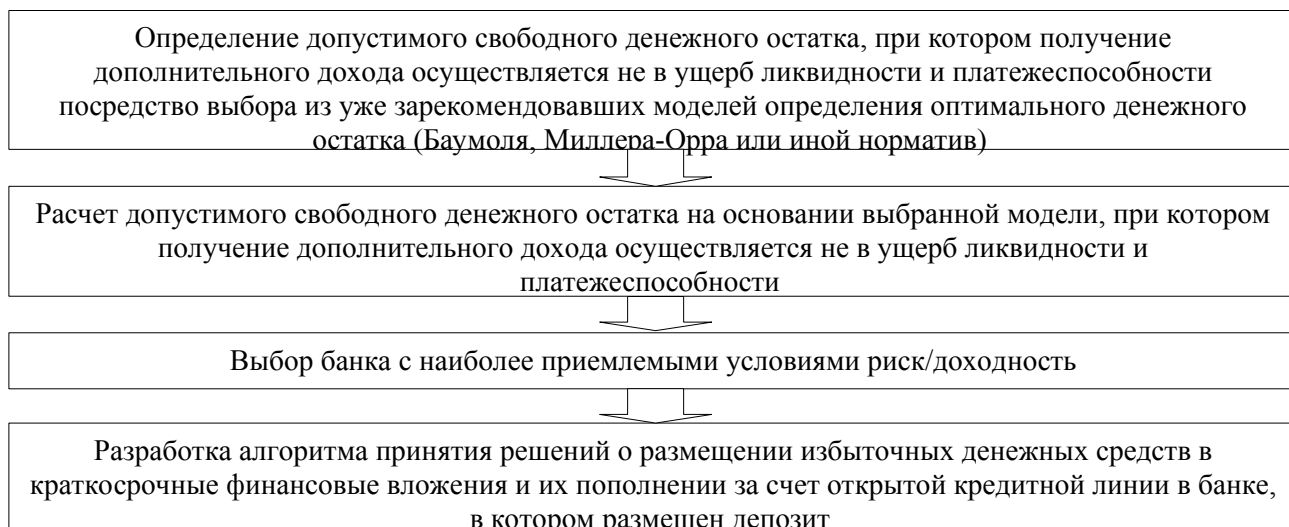 Определение допустимого свободного денежного остатка, при котором получение
дополнительного дохода осуществляется не в ущерб ликвидности и платежеспособности
посредство выбора из уже зарекомендовавших моделей определения оптимального денежного
остатка (Баумоля, Миллера-Орра или иной норматив)
Расчет допустимого свободного денежного остатка на основании выбранной модели, при котором
получение дополнительного дохода осуществляется не в ущерб ликвидности и
платежеспособности
Выбор банка с наиболее приемлемыми условиями риск/доходность
Разработка алгоритма принятия решений о размещении избыточных денежных средств в
краткосрочные финансовые вложения и их пополнении за счет открытой кредитной линии в банке,
в котором размещен депозит